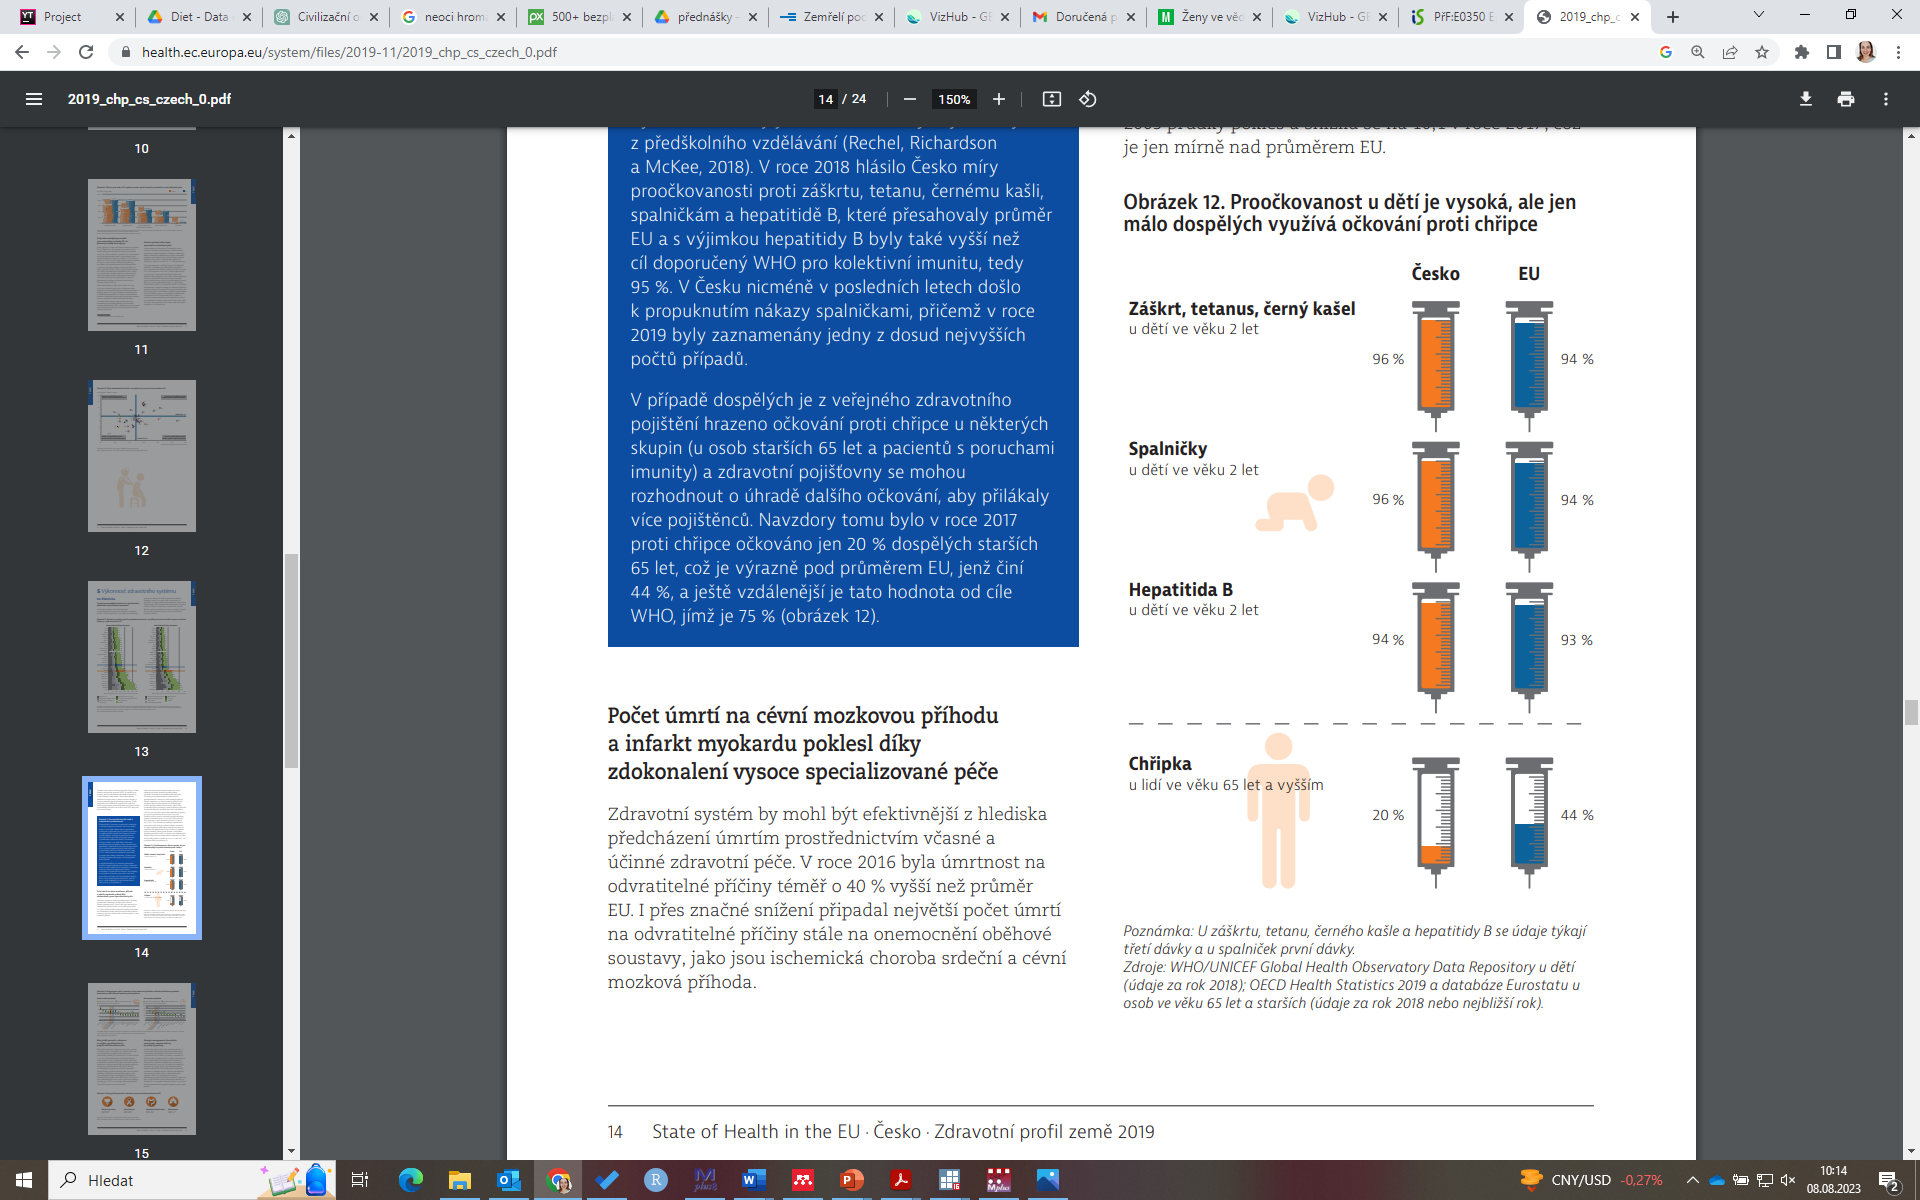 Project
Diet - Data
Civilizační o
neoci hrom
500+ bezpl
přednášky -
Zemřelí poc
VizHub - GE
Doručená p
Ženy ve věc
VizHub - GE
PřF:E0350 E
2019_chp_c
health.ec.europa.eu/system/files/2019-11/2019_chp_cs_czech_0.pdf
2019_chp_cs_czech_0.pdf
14 / 24
150%
10
11
12
13
14
15
z předškolního vzdělávání (Rechel, Richardson
a McKee, 2018). V roce 2018 hlásilo Česko míry
proočkovanosti proti záškrtu, tetanu, černému kašli,
spalničkám a hepatitidě B, které přesahovaly průměr
EU a s výjimkou hepatitidy B byly také vyšší než
cíl doporučený WHO pro kolektivní imunitu, tedy
95 %. V Česku nicméně v posledních letech došlo
k propuknutím nákazy spalničkami, přičemž v roce
2019 byly zaznamenány jedny z dosud nejvyšších
počtů případů.
V případě dospělých je z veřejného zdravotního
pojištění hrazeno očkování proti chřipce u některých
skupin (u osob starších 65 let a pacientů s poruchami
imunity) a zdravotní pojišťovny se mohou
rozhodnout o úhradě dalšího očkování, aby přilákaly
více pojištěnců. Navzdory tomu bylo v roce 2017
proti chřipce očkováno jen 20 % dospělých starších
65 let, což je výrazně pod průměrem EU, jenž činí
44 %, a ještě vzdálenější je tato hodnota od cíle
WHO, jímž je 75 % (obrázek 12).
Počet úmrtí na cévní mozkovou příhodu
a infarkt myokardu poklesl díky
zdokonalení vysoce specializované péče
Zdravotní systém by mohl být efektivnější z hlediska
předcházení úmrtím prostřednictvím včasné a
účinné zdravotní péče. V roce 2016 byla úmrtnost na
odvratitelné příčiny téměř o 40 % vyšší než průměr
EU. I přes značné snížení připadal největší počet úmrtí
na odvratitelné příčiny stále na onemocnění oběhové
soustavy, jako jsou ischemická choroba srdeční a cévní
mozková příhoda.
je jen mírně nad průměrem EU.
Obrázek 12. Proočkovanost u dětí je vysoká, ale jen
málo dospělých využívá očkování proti chřipce
Česko EU
Záškrt, tetanus, černý kašel
u dětí ve věku 2 let
96 % 94 %
Spalničky
u dětí ve věku 2 let
96 % 94 %
Hepatitida B
u dětí ve věku 2 let
94 % 93 %
Chřipka
u lidí ve věku 65 let a vyšším
20 % 44 %
Poznámka: U záškrtu, tetanu, černého kašle a hepatitidy B se údaje týkají
třetí dávky a u spalniček první dávky.
Zdroje: WHO/UNICEF Global Health Observatory Data Repository u dětí
(údaje za rok 2018); OECD Health Statistics 2019 a databáze Eurostatu u
osob ve věku 65 let a starších (údaje za rok 2018 nebo nejbližší rok).
14 State of Health in the EU · Česko · Zdravotní profil země 2019
Hledat
CNY/USD -0,27%
10:14
08.08.2023
2